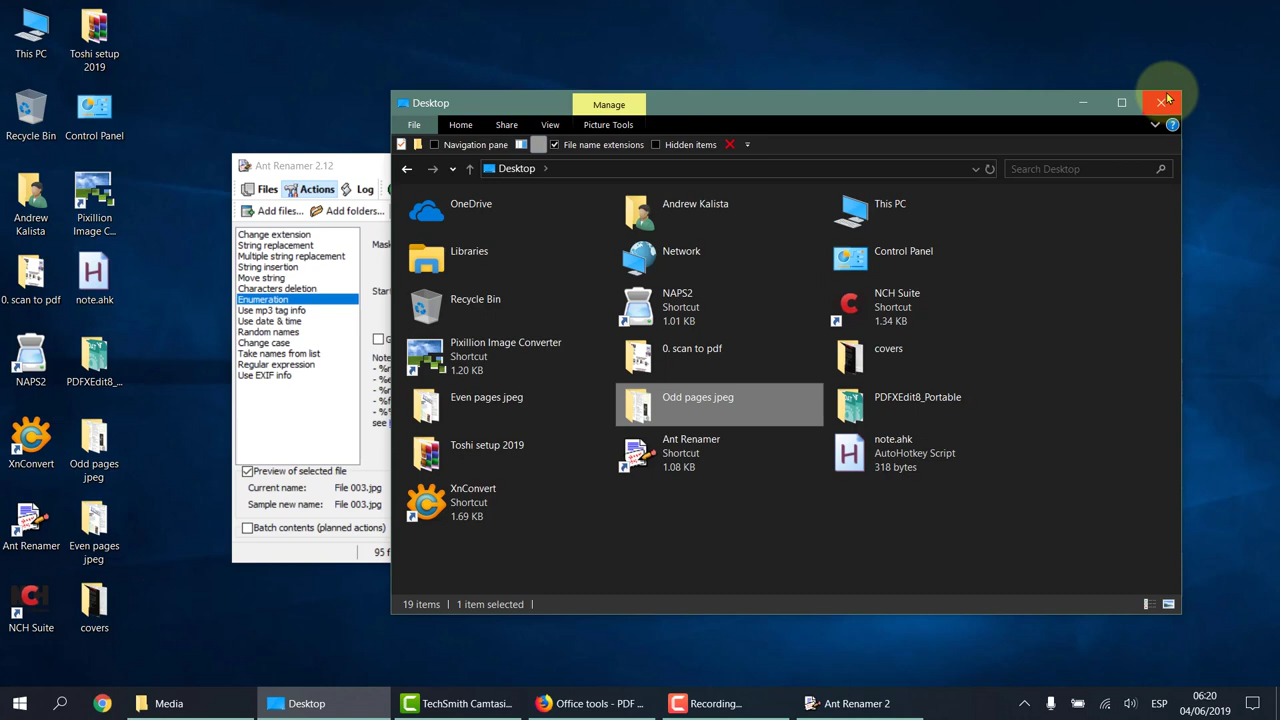 This PC
Toshi setup
2019
Recycle Bin
Control Panel
Andrew
Kalista
Pixillion
Image C...
0. scan to pdf
note.ahk
NAPS2
PDFXEdit8_...
XnConvert
Odd pages
jpeg
Ant Renamer
Even pages
jpeg
NCH Suite
covers
Ant Renamer 2.12
Files
Actions
Log
Add files...
Add folders...
Change extension
String replacement
Multiple string replacement
String insertion
Move string
Characters deletion
Enumeration
Use mp3 tag info
Use date & time
Random names
Change case
Take names from list
Regular expression
Use EXIF info
Mask
Star
Note
see
Preview of selected file
Current name: File 003.jpg
Sample new name: File 003.jpg
Batch contents (planned actions)
95 f
Desktop
Manage
File
Home
Share
View
Picture Tools
Navigation pane
File name extensions
Hidden items
Desktop
Search Desktop
OneDrive
Andrew Kalista
This PC
Libraries
Network
Control Panel
Recycle Bin
NAPS2
Shortcut
1.01 KB
NCH Suite
Shortcut
1.34 KB
Pixillion Image Converter
Shortcut
1.20 KB
0. scan to pdf
covers
Even pages jpeg
Odd pages jpeg
PDFXEdit8_Portable
Toshi setup 2019
Ant Renamer
Shortcut
1.08 KB
note.ahk
AutoHotkey Script
318 bytes
XnConvert
Shortcut
1.69 KB
19 items
1 item selected
Media
Desktop
TechSmith Camtasi...
Office tools - PDF ...
Recording...
Ant Renamer 2
ESP
06:20
04/06/2019